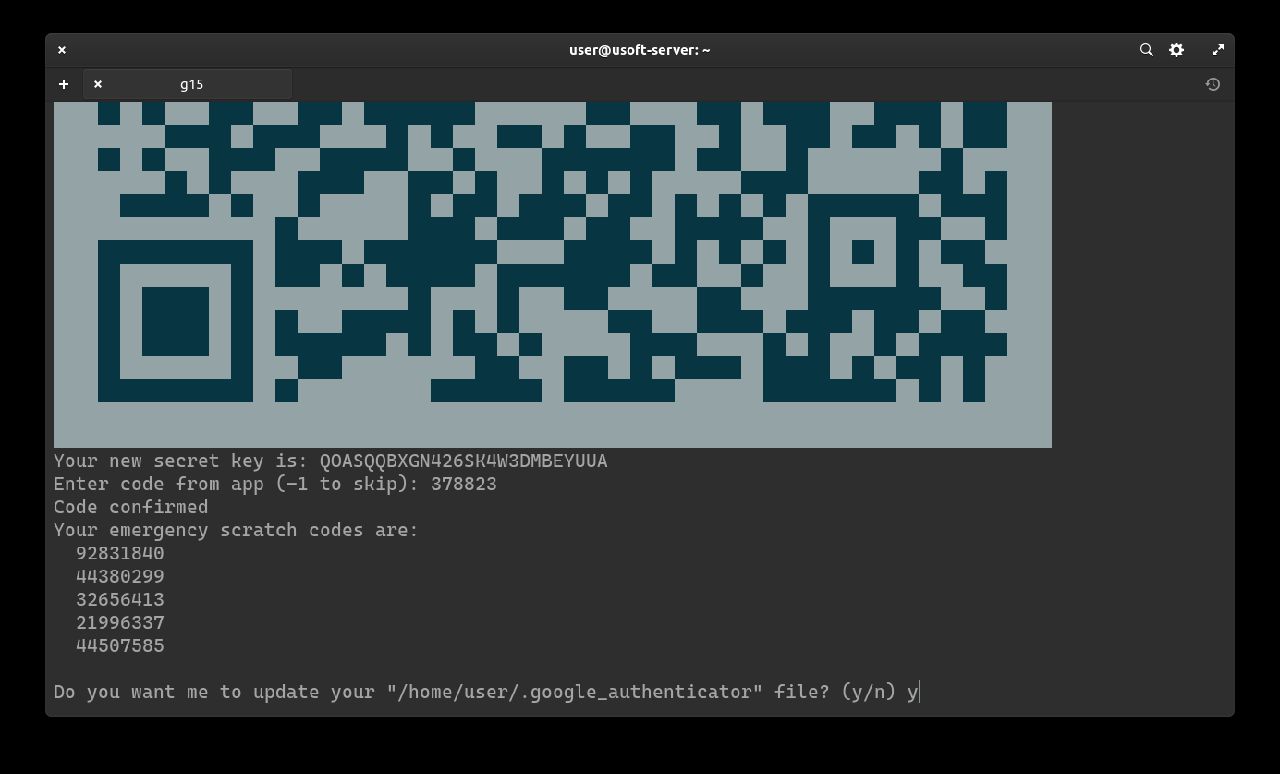 user@usoft-server: ~
g15
Your new secret key is: QOASQQBXGN426SK4W3DMBEYUUA
Enter code from app (-1 to skip): 378823
Code confirmed
Your emergency scratch codes are:
92831840
44380299
32656413
21996337
44507585
Do you want me to update your "/home/user/.google_authenticator" file? (y/n) y